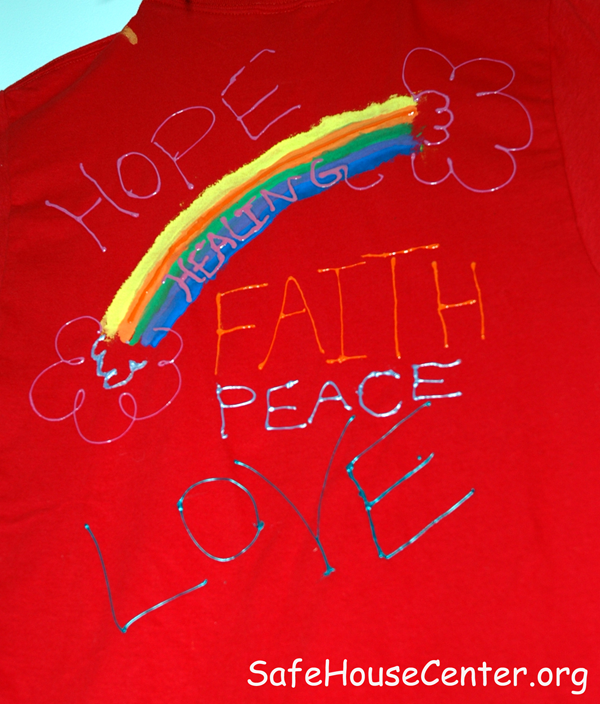 HOPE
HEALING
FAITH
PEACE
LOVE
SafeHouseCenter.org